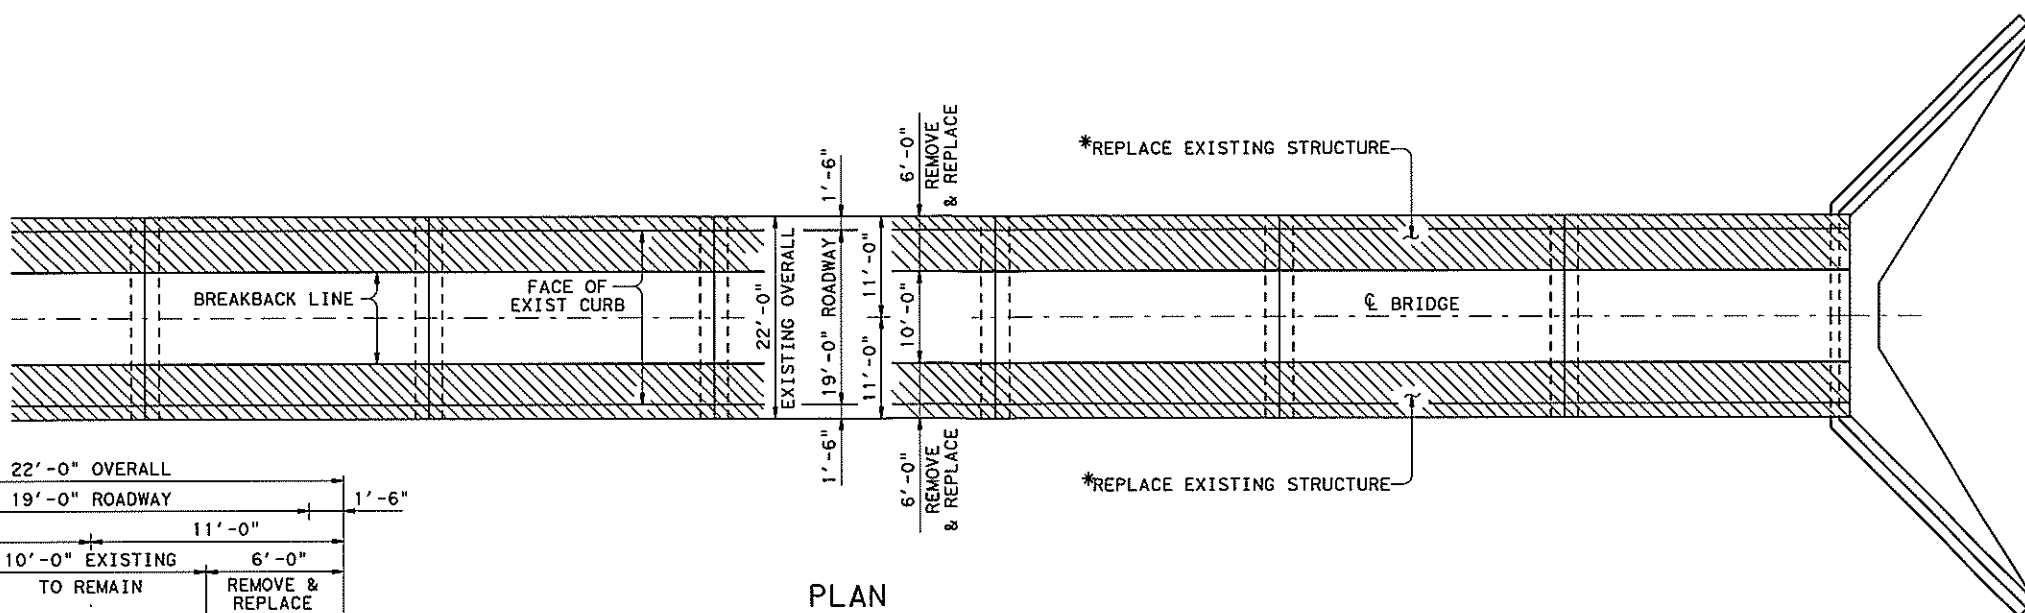 *REPLACE EXISTING STRUCTURE
6'-0"
REMOVE
& REPLACE
1'-6"
BREAKBACK LINE
FACE OF
EXIST CURB
22'-0"
EXISTING OVERALL
19'-0" ROADWAY
11'-0"
11'-0"
10'-0"
℄ BRIDGE
1'-6"
6'-0"
REMOVE
& REPLACE
*REPLACE EXISTING STRUCTURE
22'-0" OVERALL
19'-0" ROADWAY
1'-6"
11'-0"
10'-0" EXISTING
TO REMAIN
6'-0"
REMOVE &
REPLACE
PLAN